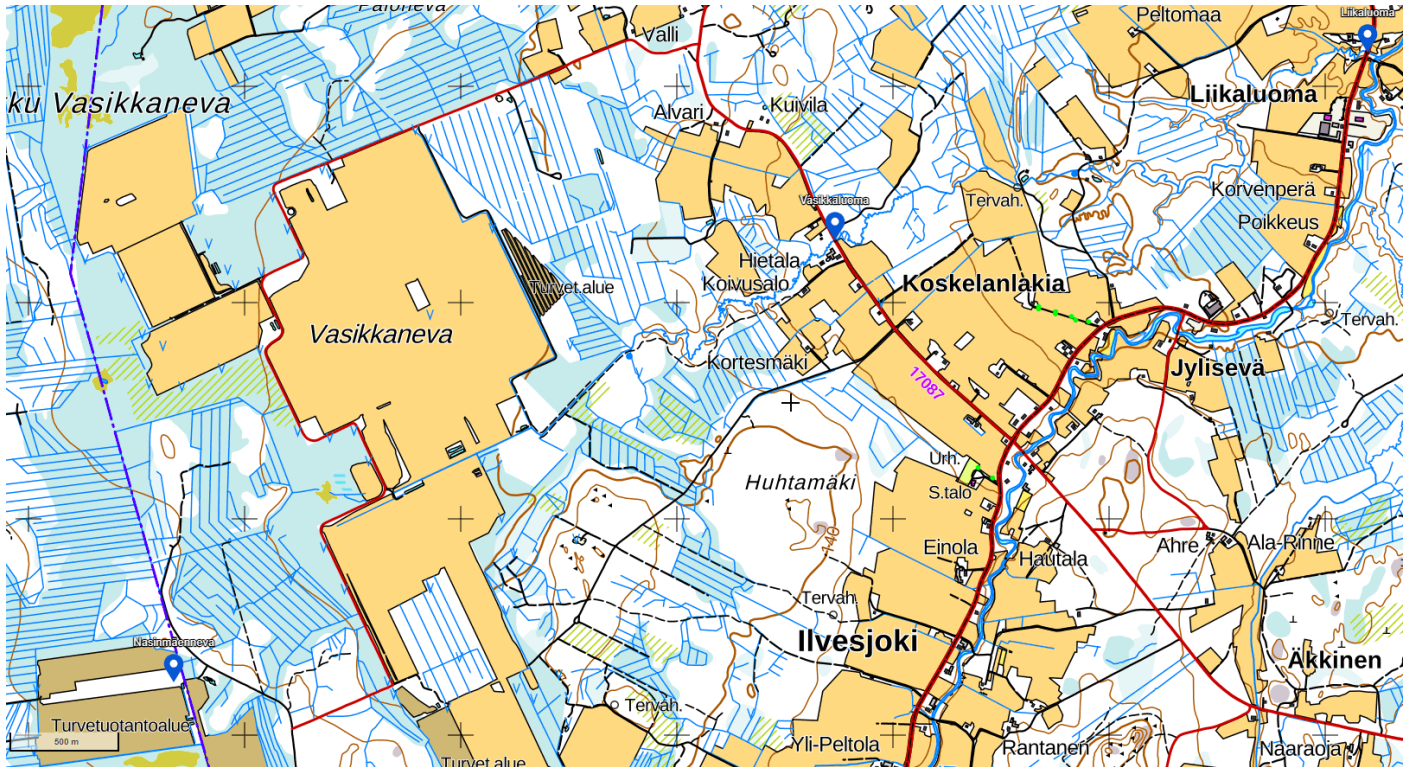 Paloneva
Valli
Peltomaa
Liikaluoma
ku Vasikkaneva
Alvari
Kuivila
Liikaluoma
Vasikkaluoma
Tervah.
Korvenperä
Poikkeus
Hietala
Koivusalo
Koskelanlakia
Turvet.alue
Vasikkaneva
Tervah.
Kortesmäki
Jylisevä
17087
Urh.
S.talo
Huhtamäki
140
Einola
Hautala
Ahre
Ala-Rinne
Tervah.
Ilvesjoki
Äkkinen
Näsinmäenneva
Tervah.
Turvetuotantoalue
500 m
Yli-Peltola
Rantanen
Naaraoja
Turvet.alue